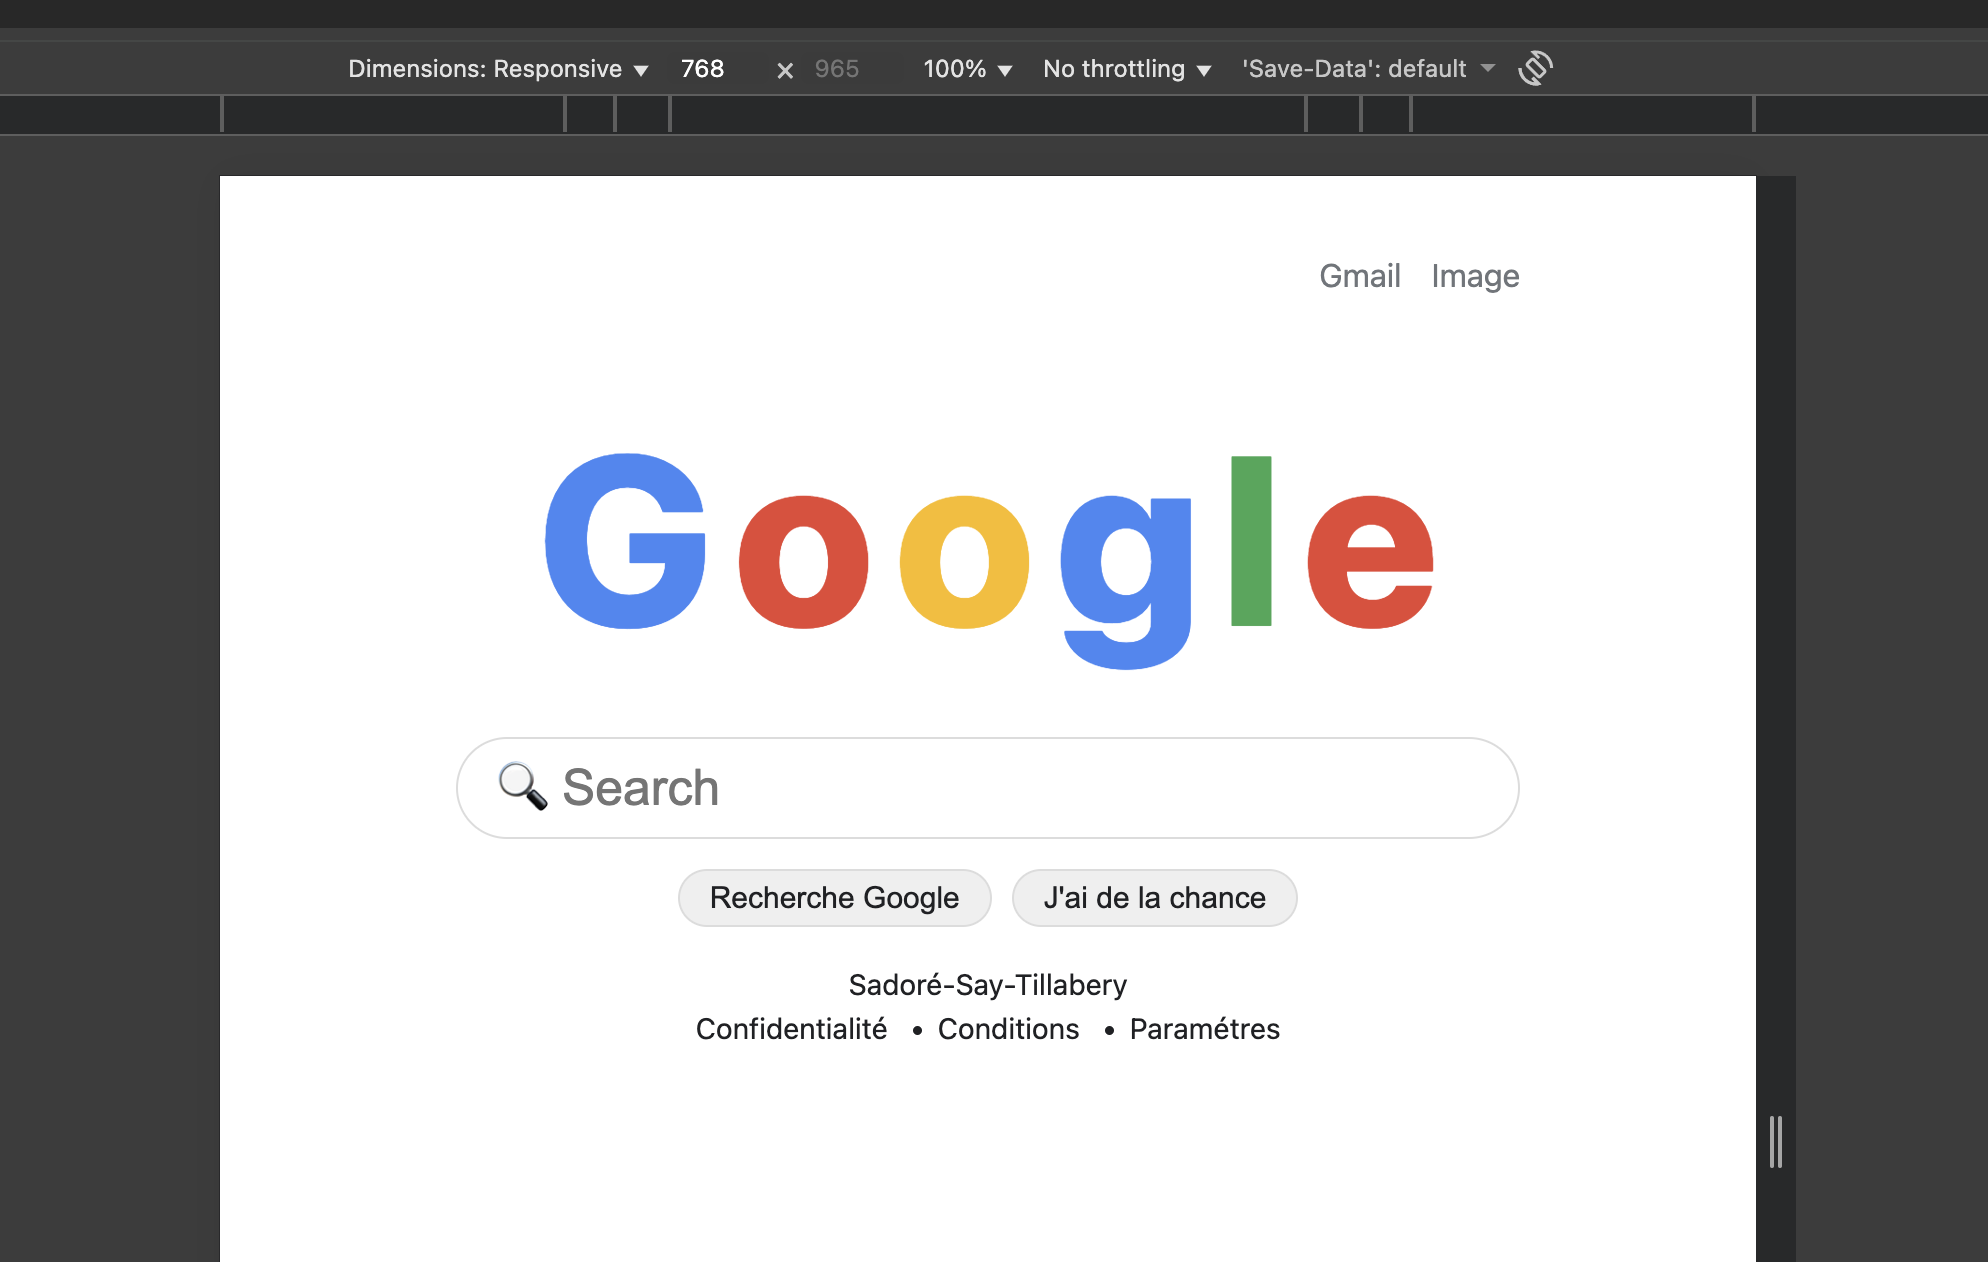 Dimensions: Responsive 768 × 965 100% No throttling 'Save-Data': default
Gmail Image
Google
Search
Recherche Google J'ai de la chance
Sadoré-Say-Tillabery
Confidentialité • Conditions • Paramétres